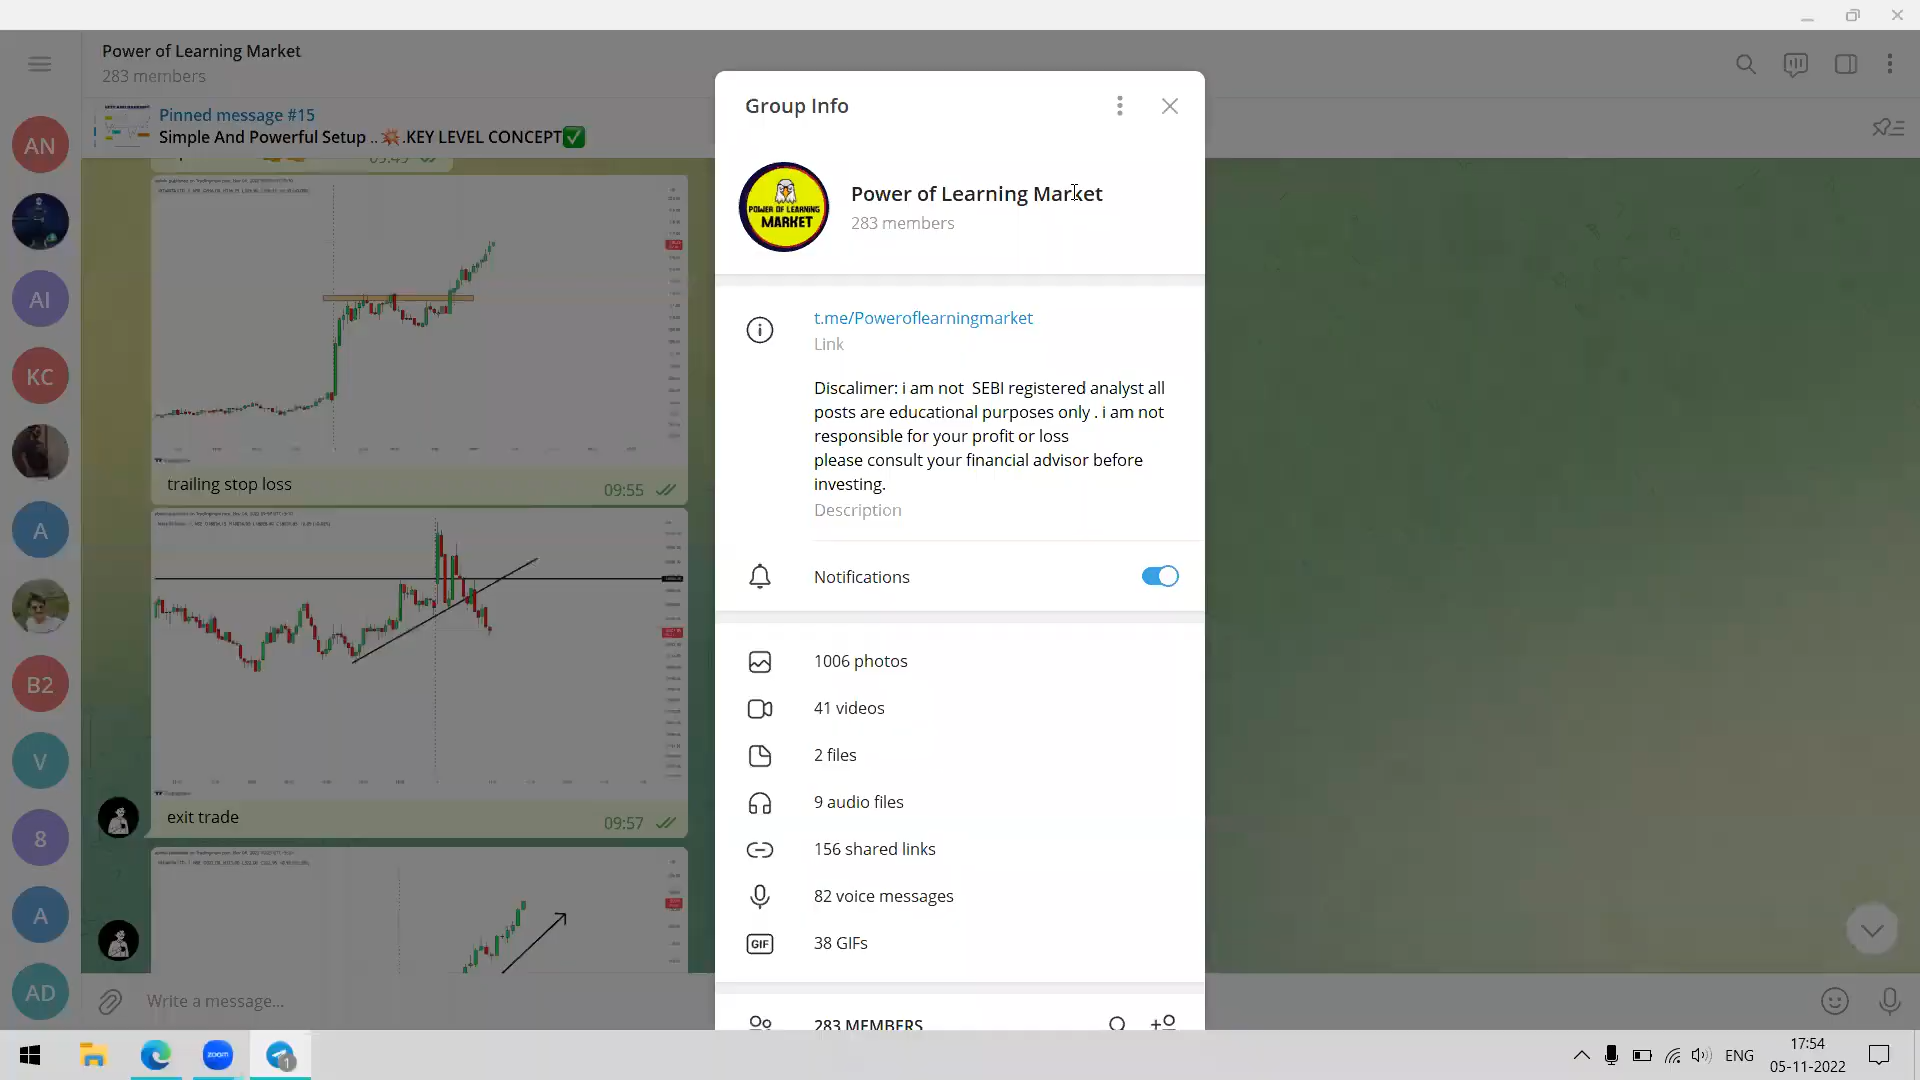 Power of Learning Market
283 members
Pinned message #15
Simple And Powerful Setup ..💥.KEY LEVEL CONCEPT✅
AN
AI
KC
A
B2
V
8
A
AD
trailing stop loss
09:55
exit trade
09:57
Write a message...
Group Info
POWER OF LEARNING
MARKET
Power of Learning Market
283 members
t.me/Poweroflearningmarket
Link
Discalimer: i am not SEBI registered analyst all
posts are educational purposes only . i am not
responsible for your profit or loss
please consult your financial advisor before
investing.
Description
Notifications
1006 photos
41 videos
2 files
9 audio files
156 shared links
82 voice messages
GIF
38 GIFs
283 MEMBERS
zoom
1
ENG
17:54
05-11-2022